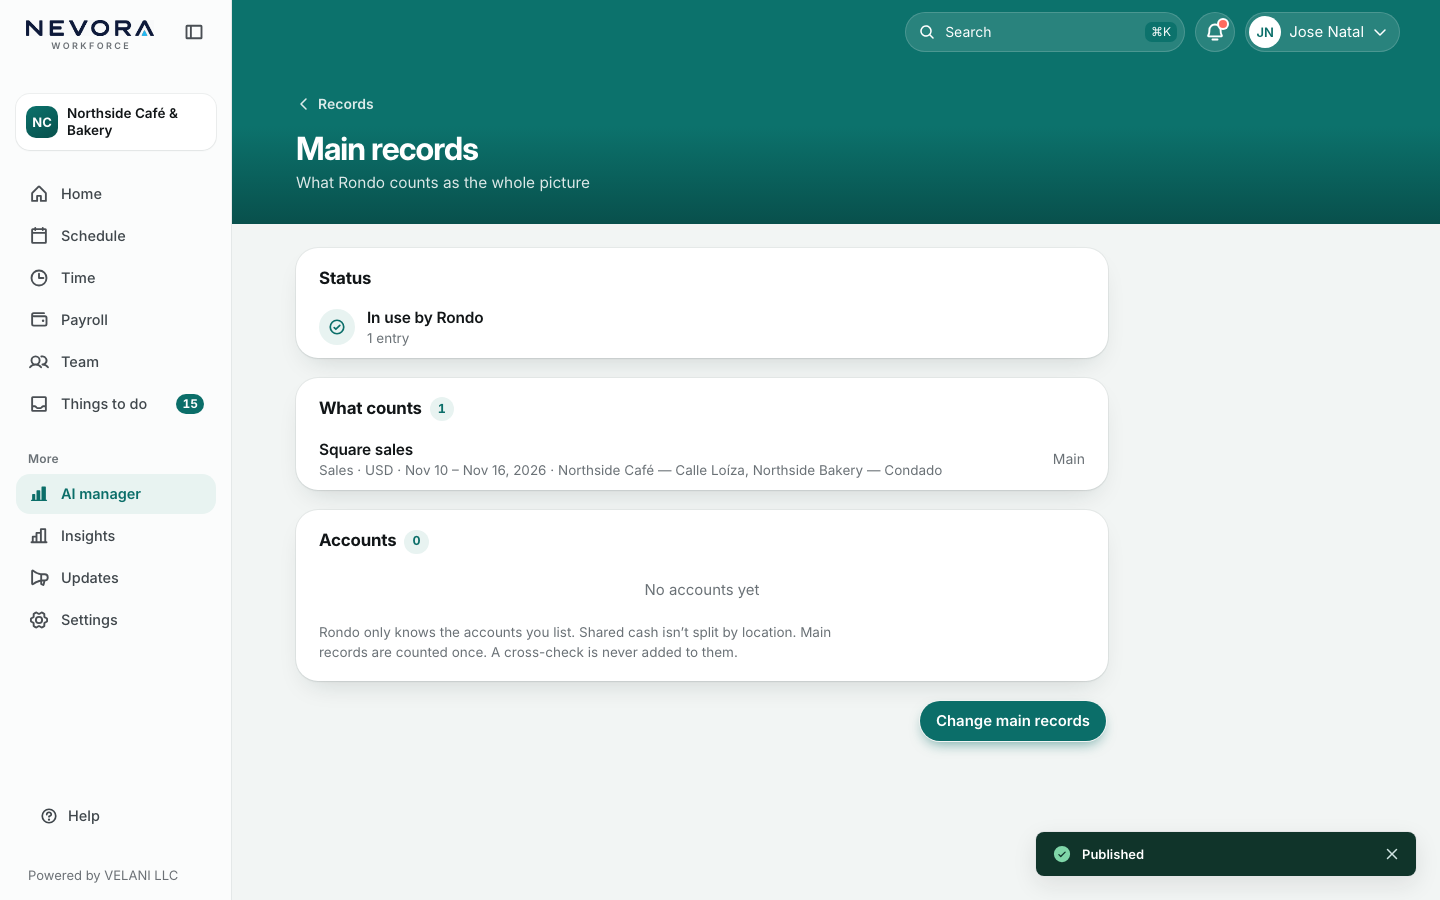 NEVORA
WORKFORCE
Search
⌘K
JN
Jose Natal
NC
Northside Café &
Bakery
Home
Schedule
Time
Payroll
Team
Things to do
15
More
AI manager
Insights
Updates
Settings
Help
Powered by VELANI LLC
Records
Main records
What Rondo counts as the whole picture
Status
In use by Rondo
1 entry
What counts 1
Square sales
Sales · USD · Nov 10 – Nov 16, 2026 · Northside Café — Calle Loíza, Northside Bakery — Condado
Main
Accounts 0
No accounts yet
Rondo only knows the accounts you list. Shared cash isn’t split by location. Main
records are counted once. A cross-check is never added to them.
Change main records
Published